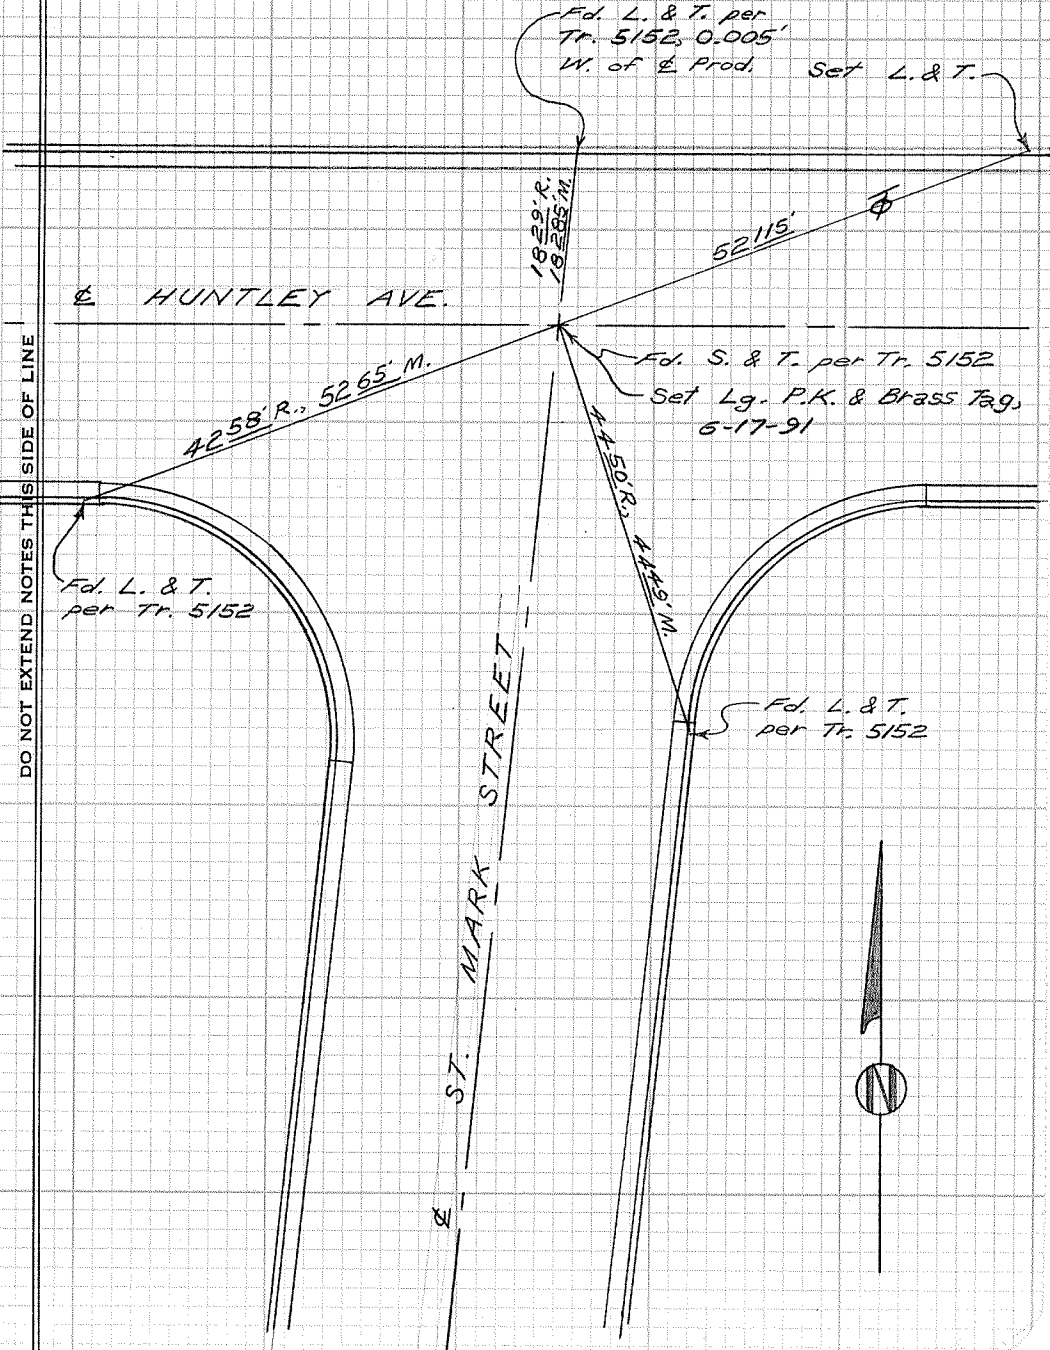 Fd. L. & T. per
Tr. 5152, 0.005'
W. of ℄ Prod.
Set L. & T.
18.29' R.
18.285' M.
52.115'
℄ HUNTLEY AVE.
42.58' R., 52.65' M.
Fd. S. & T. per Tr. 5152
Set Lg. P.K. & Brass Tag,
6-17-91
44.50' R., 44.49' M.
Fd. L. & T.
per Tr. 5152
Fd. L. & T.
per Tr. 5152
℄ ST. MARK STREET
N
DO NOT EXTEND NOTES THIS SIDE OF LINE